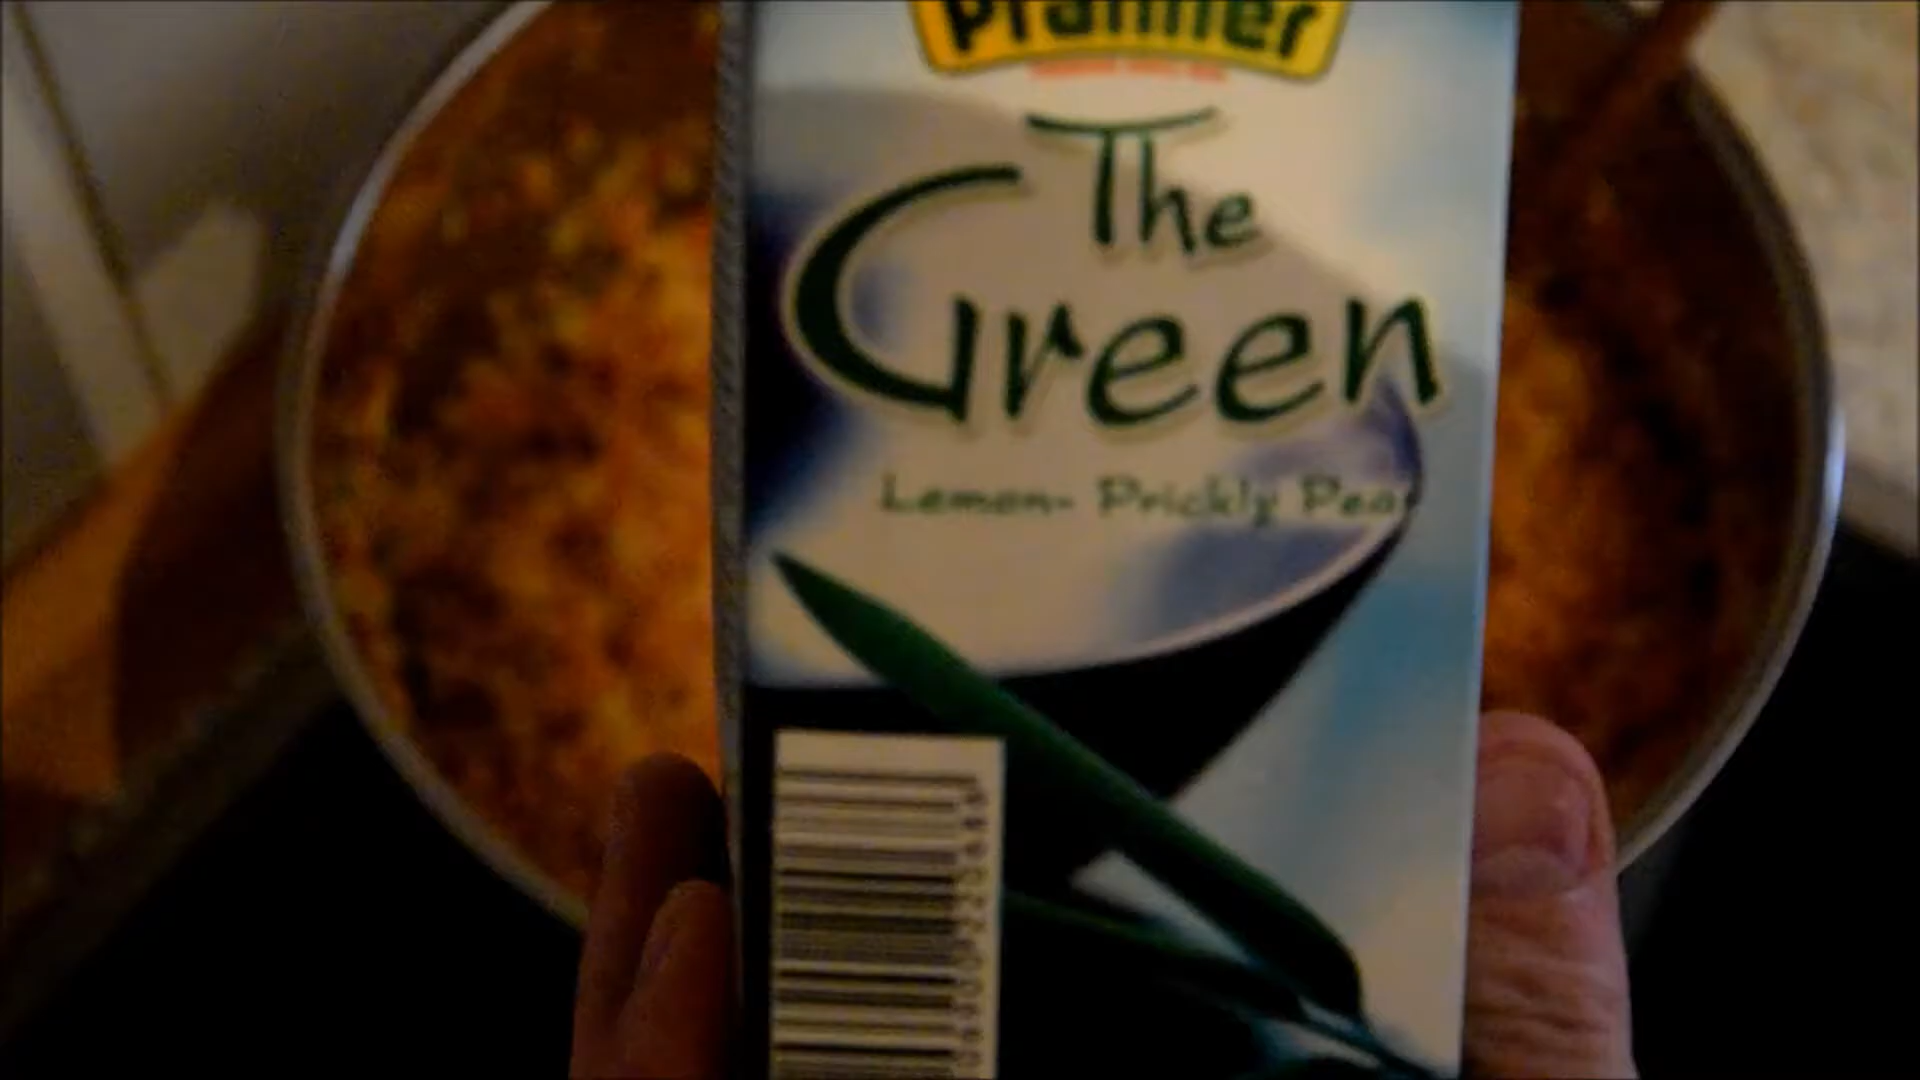 Pfanner
The
Green
Lemon- Prickly Pear